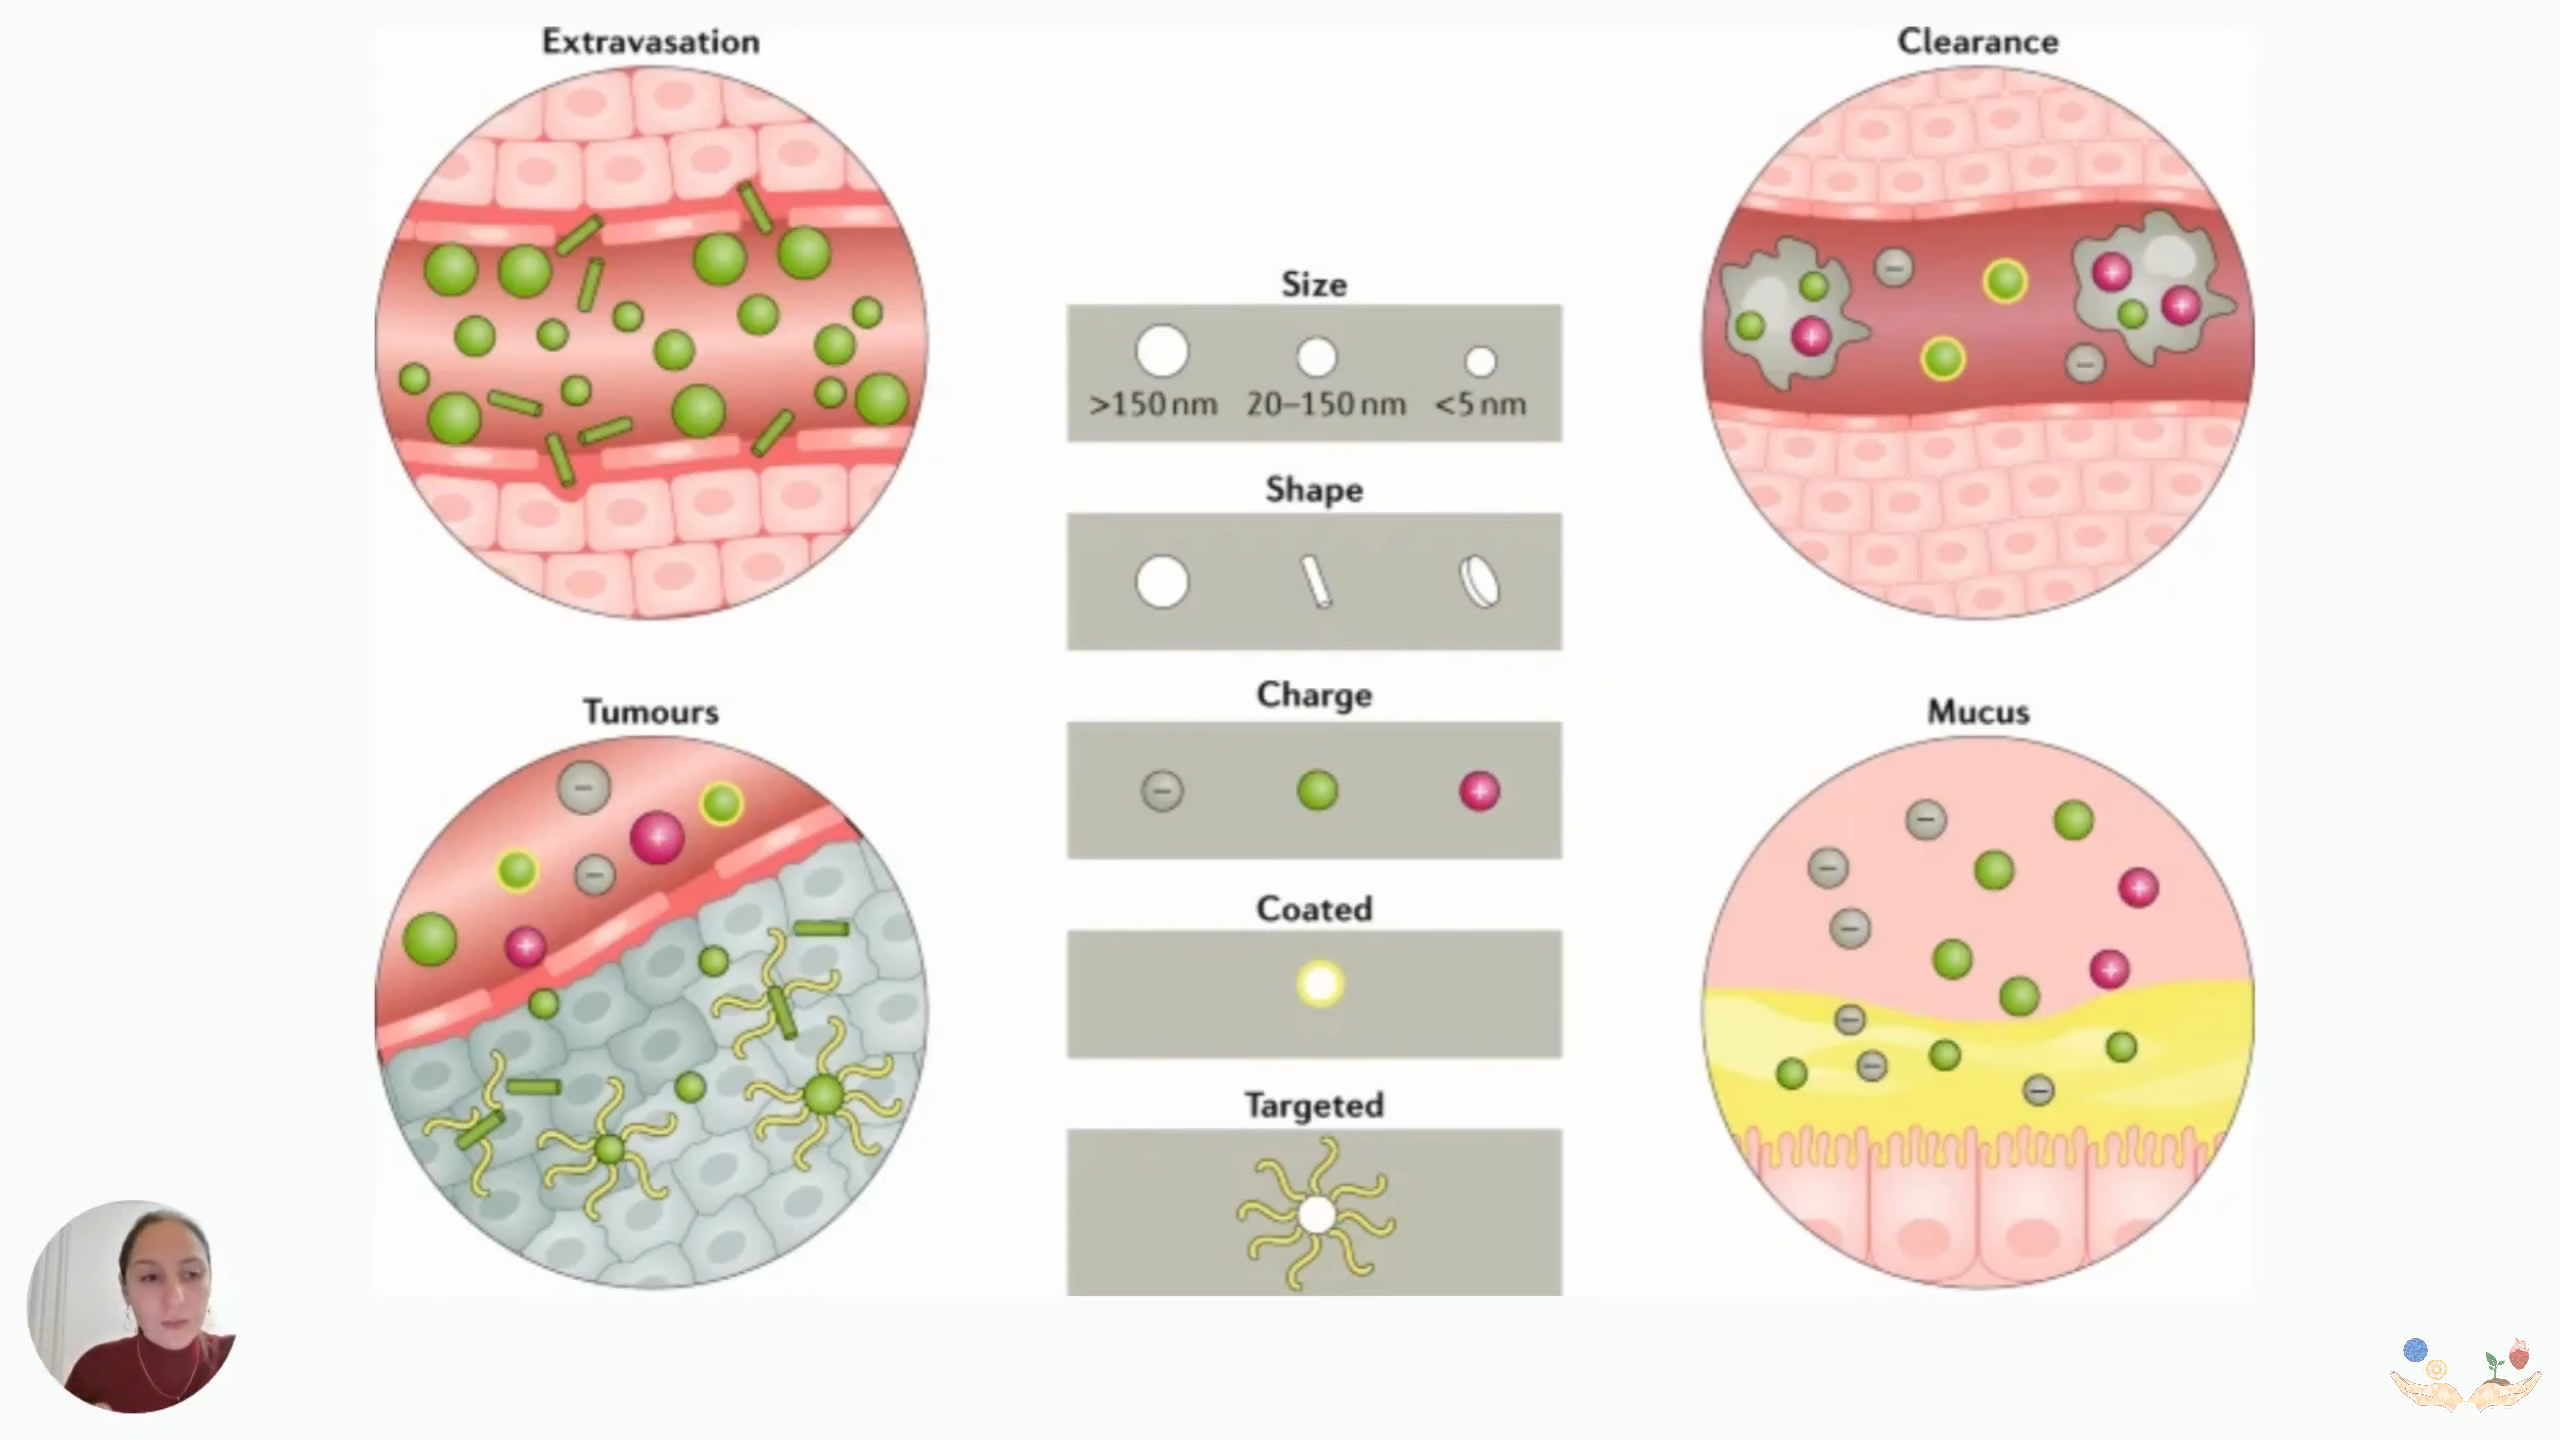 Extravasation
Clearance
Size
>150 nm 20–150 nm <5 nm
Shape
Charge
− +
Coated
Targeted
Tumours
− + − +
Mucus